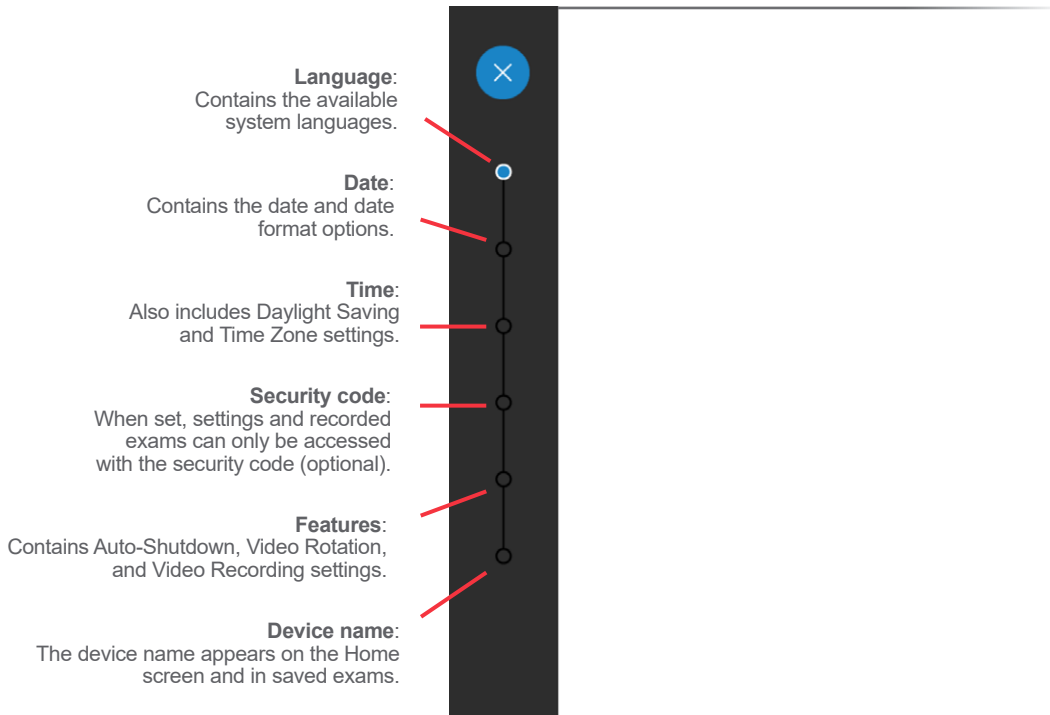 Language:
Contains the available
system languages.
Date:
Contains the date and date
format options.
Time:
Also includes Daylight Saving
and Time Zone settings.
Security code:
When set, settings and recorded
exams can only be accessed
with the security code (optional).
Features:
Contains Auto-Shutdown, Video Rotation,
and Video Recording settings.
Device name:
The device name appears on the Home
screen and in saved exams.